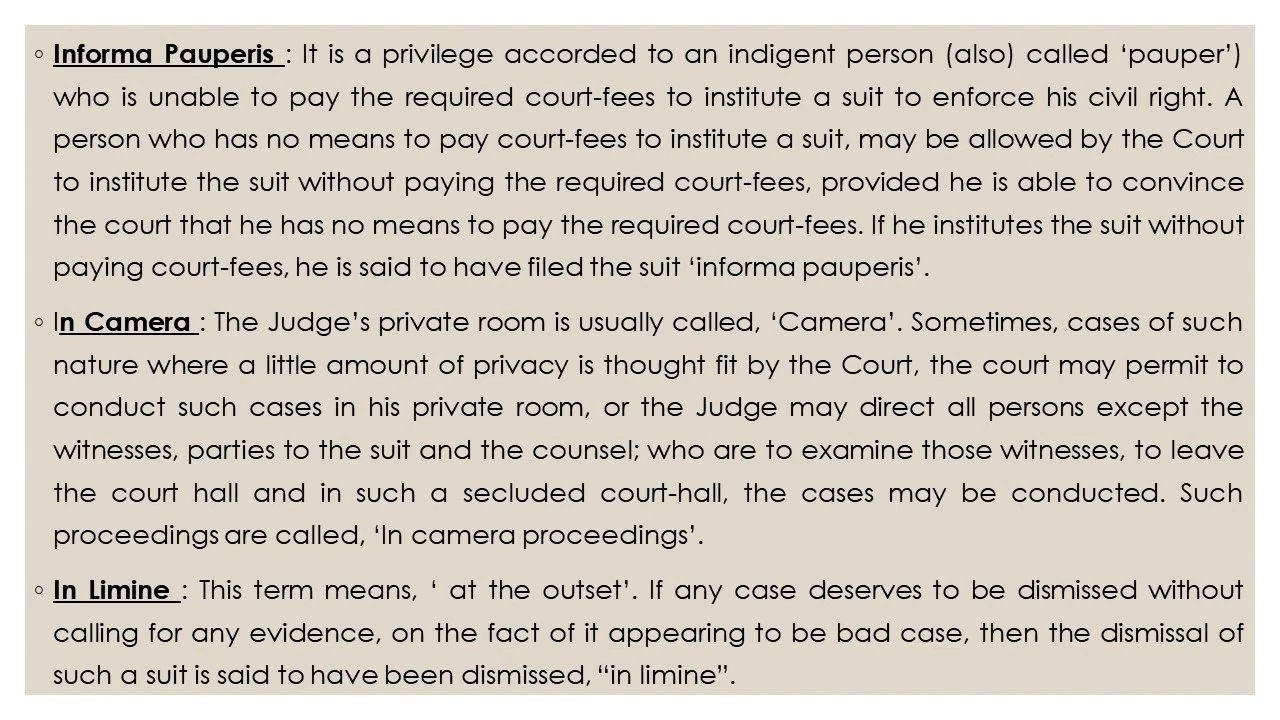 ◦ Informa Pauperis : It is a privilege accorded to an indigent person (also) called ‘pauper’)
who is unable to pay the required court-fees to institute a suit to enforce his civil right. A
person who has no means to pay court-fees to institute a suit, may be allowed by the Court
to institute the suit without paying the required court-fees, provided he is able to convince
the court that he has no means to pay the required court-fees. If he institutes the suit without
paying court-fees, he is said to have filed the suit ‘informa pauperis’.
◦ In Camera : The Judge’s private room is usually called, ‘Camera’. Sometimes, cases of such
nature where a little amount of privacy is thought fit by the Court, the court may permit to
conduct such cases in his private room, or the Judge may direct all persons except the
witnesses, parties to the suit and the counsel; who are to examine those witnesses, to leave
the court hall and in such a secluded court-hall, the cases may be conducted. Such
proceedings are called, ‘In camera proceedings’.
◦ In Limine : This term means, ‘ at the outset’. If any case deserves to be dismissed without
calling for any evidence, on the fact of it appearing to be bad case, then the dismissal of
such a suit is said to have been dismissed, “in limine”.